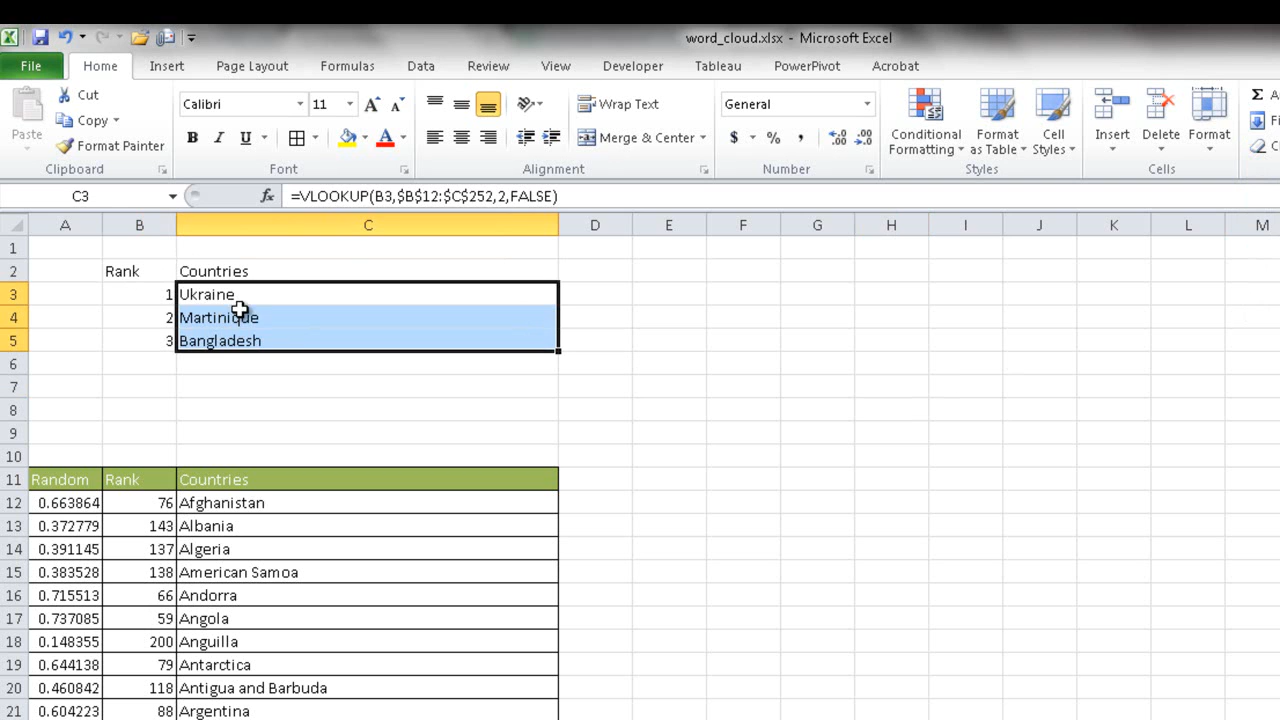 word_cloud.xlsx - Microsoft Excel
File Home Insert Page Layout Formulas Data Review View Developer Tableau PowerPivot Acrobat
Paste
Cut
Copy
Format Painter
Clipboard
Calibri 11
B I U
Font
Wrap Text
Merge & Center
Alignment
General
$ % ,
Number
Conditional Formatting
Format as Table
Cell Styles
Styles
Insert Delete Format
Cells
C3 fx =VLOOKUP(B3,$B$12:$C$252,2,FALSE)
A B C D E F G H I J K L M
1
2 Rank Countries
3 1 Ukraine
4 2 Martinique
5 3 Bangladesh
6
7
8
9
10
11 Random Rank Countries
12 0.663864 76 Afghanistan
13 0.372779 143 Albania
14 0.391145 137 Algeria
15 0.383528 138 American Samoa
16 0.715513 66 Andorra
17 0.737085 59 Angola
18 0.148355 200 Anguilla
19 0.644138 79 Antarctica
20 0.460842 118 Antigua and Barbuda
21 0.604223 88 Argentina